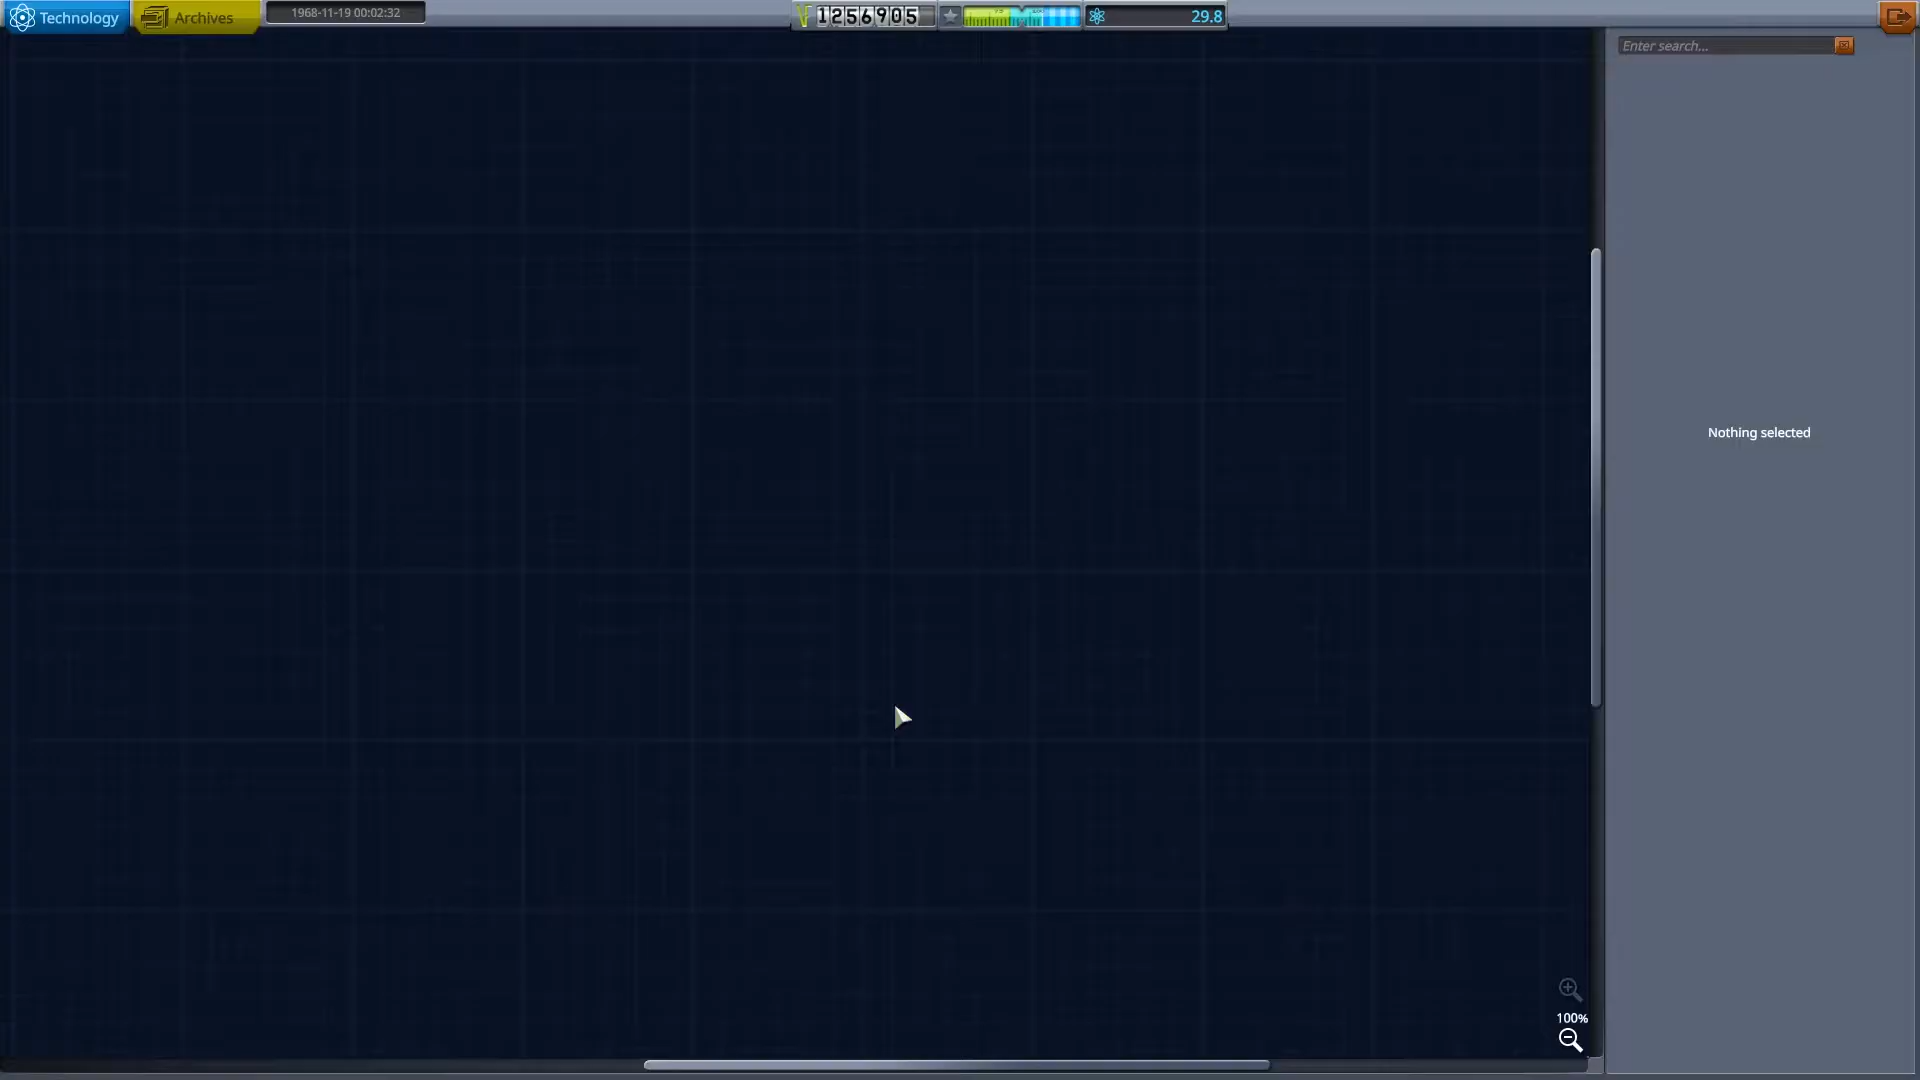 Technology
Archives
1968-11-19 00:02:32
1256905
29.8
Enter search...
Nothing selected
100%